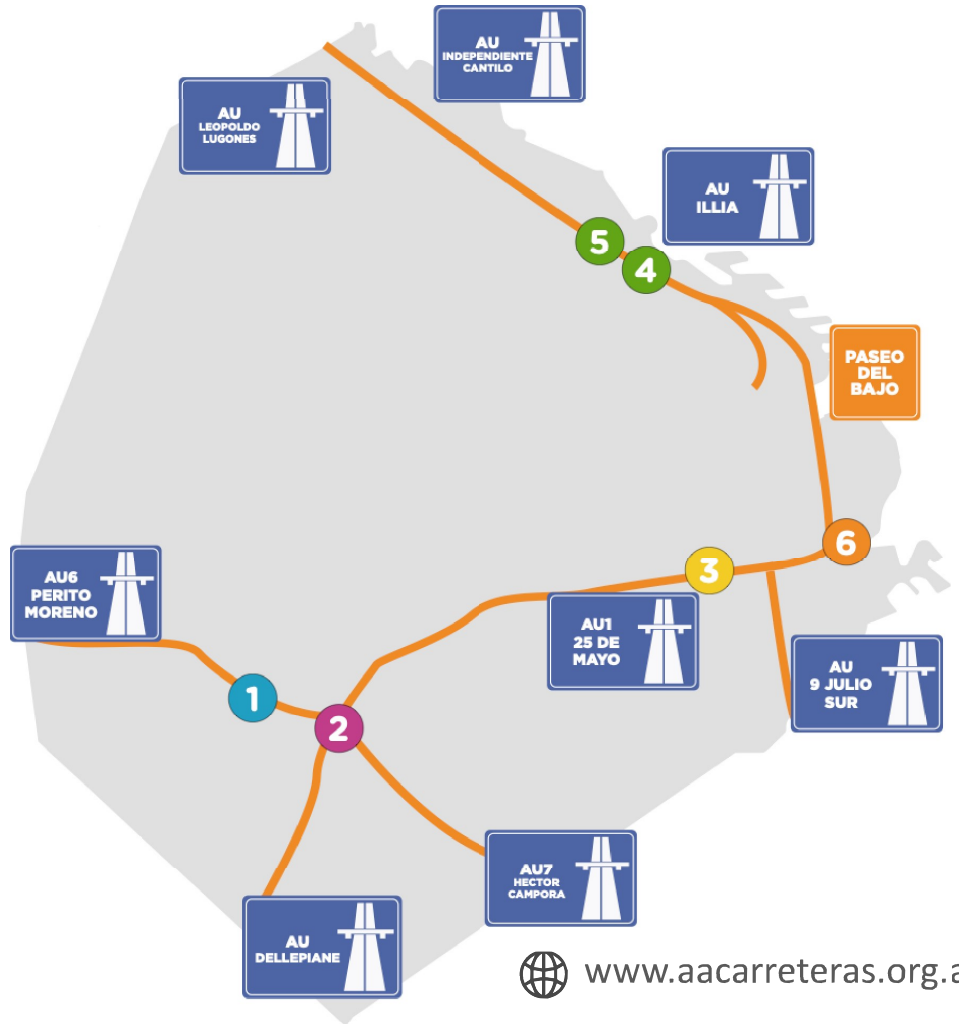 AU
INDEPENDIENTE
CANTILO
AU
LEOPOLDO
LUGONES
AU
ILLIA
5
4
PASEO
DEL
BAJO
6
3
AU6
PERITO
MORENO
AU1
25 DE
MAYO
AU
9 JULIO
SUR
1
2
AU7
HECTOR
CAMPORA
AU
DELLEPIANE
www.aacarreteras.org.a